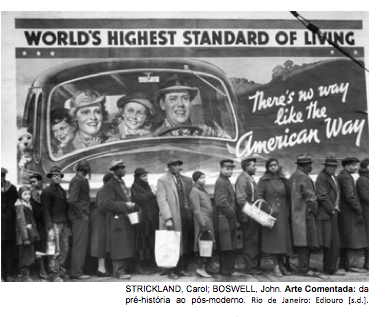 WORLD'S HIGHEST STANDARD OF LIVING
There's no way
like the
American Way
STRICKLAND, Carol; BOSWELL, John. Arte Comentada: da
pré-história ao pós-moderno. Rio de Janeiro: Ediouro [s.d.].